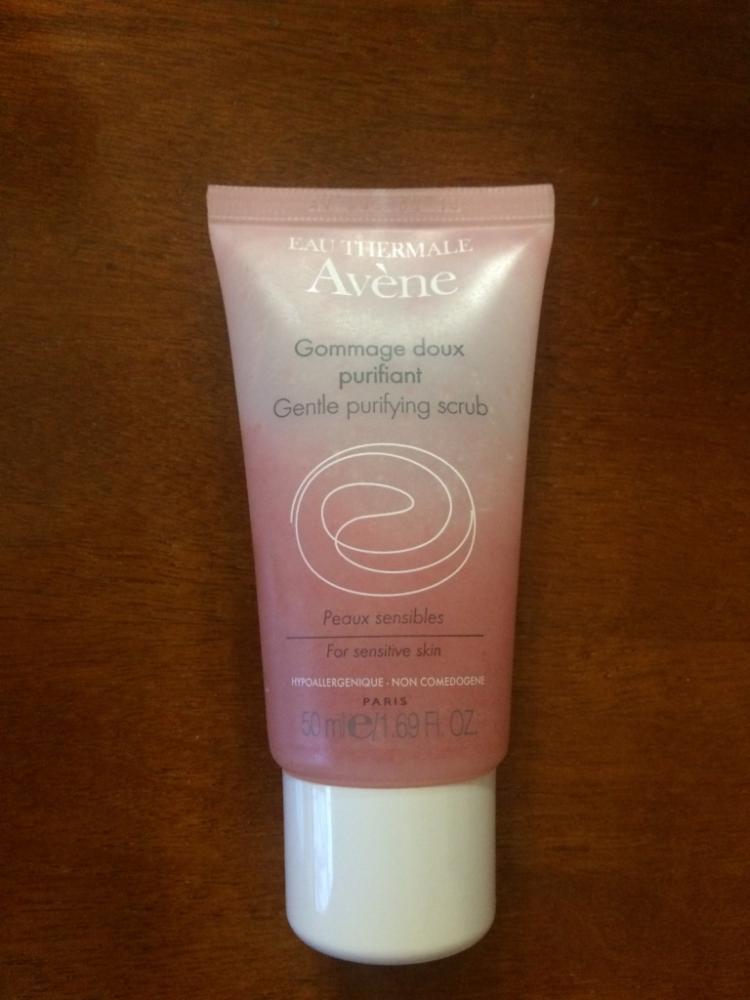 EAU THERMALE
Avène
Gommage doux
purifiant
Gentle purifying scrub
Peaux sensibles
For sensitive skin
HYPOALLERGENIQUE - NON COMEDOGENE
PARIS
50 ml e/1.69 Fl. OZ.